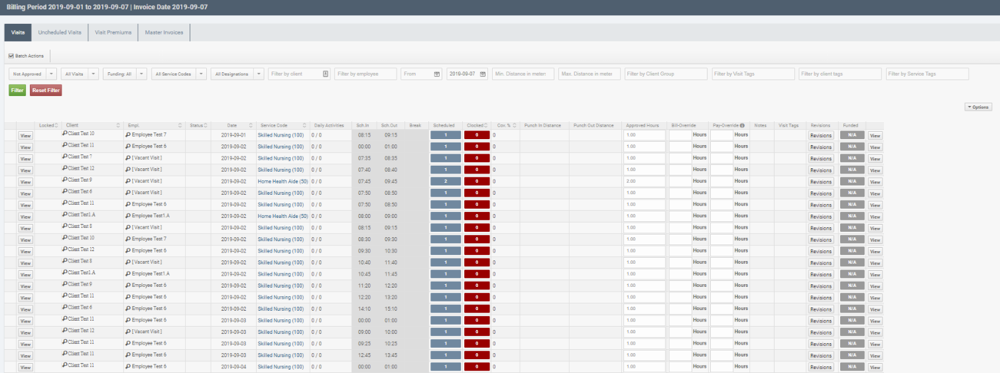 Billing Period 2019-09-01 to 2019-09-07 | Invoice Date 2019-09-07
Visits Uncheduled Visits Visit Premiums Master Invoices
Batch Actions
Not Approved All Visits Funding: All All Service Codes All Designations Filter by client Filter by employee From 2019-09-07 Min. Distance in meter Max. Distance in meter Filter by Client Group Filter by Visit Tags Filter by client tags Filter by Service Tags
Filter Reset Filter
Options
Locked Client Empl. Status Date Service Code Daily Activities Sch.In Sch.Out Break Scheduled Clocked Cov. % Punch In Distance Punch Out Distance Approved Hours Bill-Override Pay-Override Notes Visit Tags Revisions Funded
View Client Test 10 Employee Test 7 2019-09-01 Skilled Nursing (100) 0 / 0 08:15 09:15 1 0 0 1.00 Hours Hours Revisions N/A View
View Client Test 11 Employee Test 6 2019-09-02 Skilled Nursing (100) 0 / 0 00:00 01:00 1 0 0 1.00 Hours Hours Revisions N/A View
View Client Test 7 [ Vacant Visit ] 2019-09-02 Skilled Nursing (100) 0 / 0 07:35 08:35 1 0 0 1.00 Hours Hours Revisions N/A View
View Client Test 12 [ Vacant Visit ] 2019-09-02 Skilled Nursing (100) 0 / 0 07:40 08:40 1 0 0 1.00 Hours Hours Revisions N/A View
View Client Test 9 [ Vacant Visit ] 2019-09-02 Home Health Aide (50) 0 / 0 07:45 09:45 2 0 0 2.00 Hours Hours Revisions N/A View
View Client Test 6 [ Vacant Visit ] 2019-09-02 Skilled Nursing (100) 0 / 0 07:50 08:50 1 0 0 1.00 Hours Hours Revisions N/A View
View Client Test 11 Employee Test 6 2019-09-02 Skilled Nursing (100) 0 / 0 07:50 08:50 1 0 0 1.00 Hours Hours Revisions N/A View
View Client Test1.A Employee Test1.A 2019-09-02 Home Health Aide (50) 0 / 0 08:00 09:00 1 0 0 1.00 Hours Hours Revisions N/A View
View Client Test 8 [ Vacant Visit ] 2019-09-02 Skilled Nursing (100) 0 / 0 08:15 09:15 1 0 0 1.00 Hours Hours Revisions N/A View
View Client Test 10 Employee Test 7 2019-09-02 Skilled Nursing (100) 0 / 0 08:30 09:30 1 0 0 1.00 Hours Hours Revisions N/A View
View Client Test 12 Employee Test 6 2019-09-02 Skilled Nursing (100) 0 / 0 09:30 10:30 1 0 0 1.00 Hours Hours Revisions N/A View
View Client Test 8 [ Vacant Visit ] 2019-09-02 Skilled Nursing (100) 0 / 0 10:40 11:40 1 0 0 1.00 Hours Hours Revisions N/A View
View Client Test1.A Employee Test1.A 2019-09-02 Skilled Nursing (100) 0 / 0 10:45 11:45 1 0 0 1.00 Hours Hours Revisions N/A View
View Client Test 9 Employee Test 6 2019-09-02 Skilled Nursing (100) 0 / 0 11:20 12:20 1 0 0 1.00 Hours Hours Revisions N/A View
View Client Test 11 Employee Test 6 2019-09-02 Skilled Nursing (100) 0 / 0 12:20 13:20 1 0 0 1.00 Hours Hours Revisions N/A View
View Client Test 6 Employee Test 6 2019-09-02 Skilled Nursing (100) 0 / 0 14:10 15:10 1 0 0 1.00 Hours Hours Revisions N/A View
View Client Test 11 Employee Test 6 2019-09-03 Skilled Nursing (100) 0 / 0 00:00 01:00 1 0 0 1.00 Hours Hours Revisions N/A View
View Client Test 12 [ Vacant Visit ] 2019-09-03 Skilled Nursing (100) 0 / 0 09:00 10:00 1 0 0 1.00 Hours Hours Revisions N/A View
View Client Test 11 Employee Test 6 2019-09-03 Skilled Nursing (100) 0 / 0 09:25 10:25 1 0 0 1.00 Hours Hours Revisions N/A View
View Client Test 11 Employee Test 6 2019-09-03 Skilled Nursing (100) 0 / 0 12:45 13:45 1 0 0 1.00 Hours Hours Revisions N/A View
View Client Test 11 Employee Test 6 2019-09-04 Skilled Nursing (100) 0 / 0 00:00 01:00 1 0 0 1.00 Hours Hours Revisions N/A View